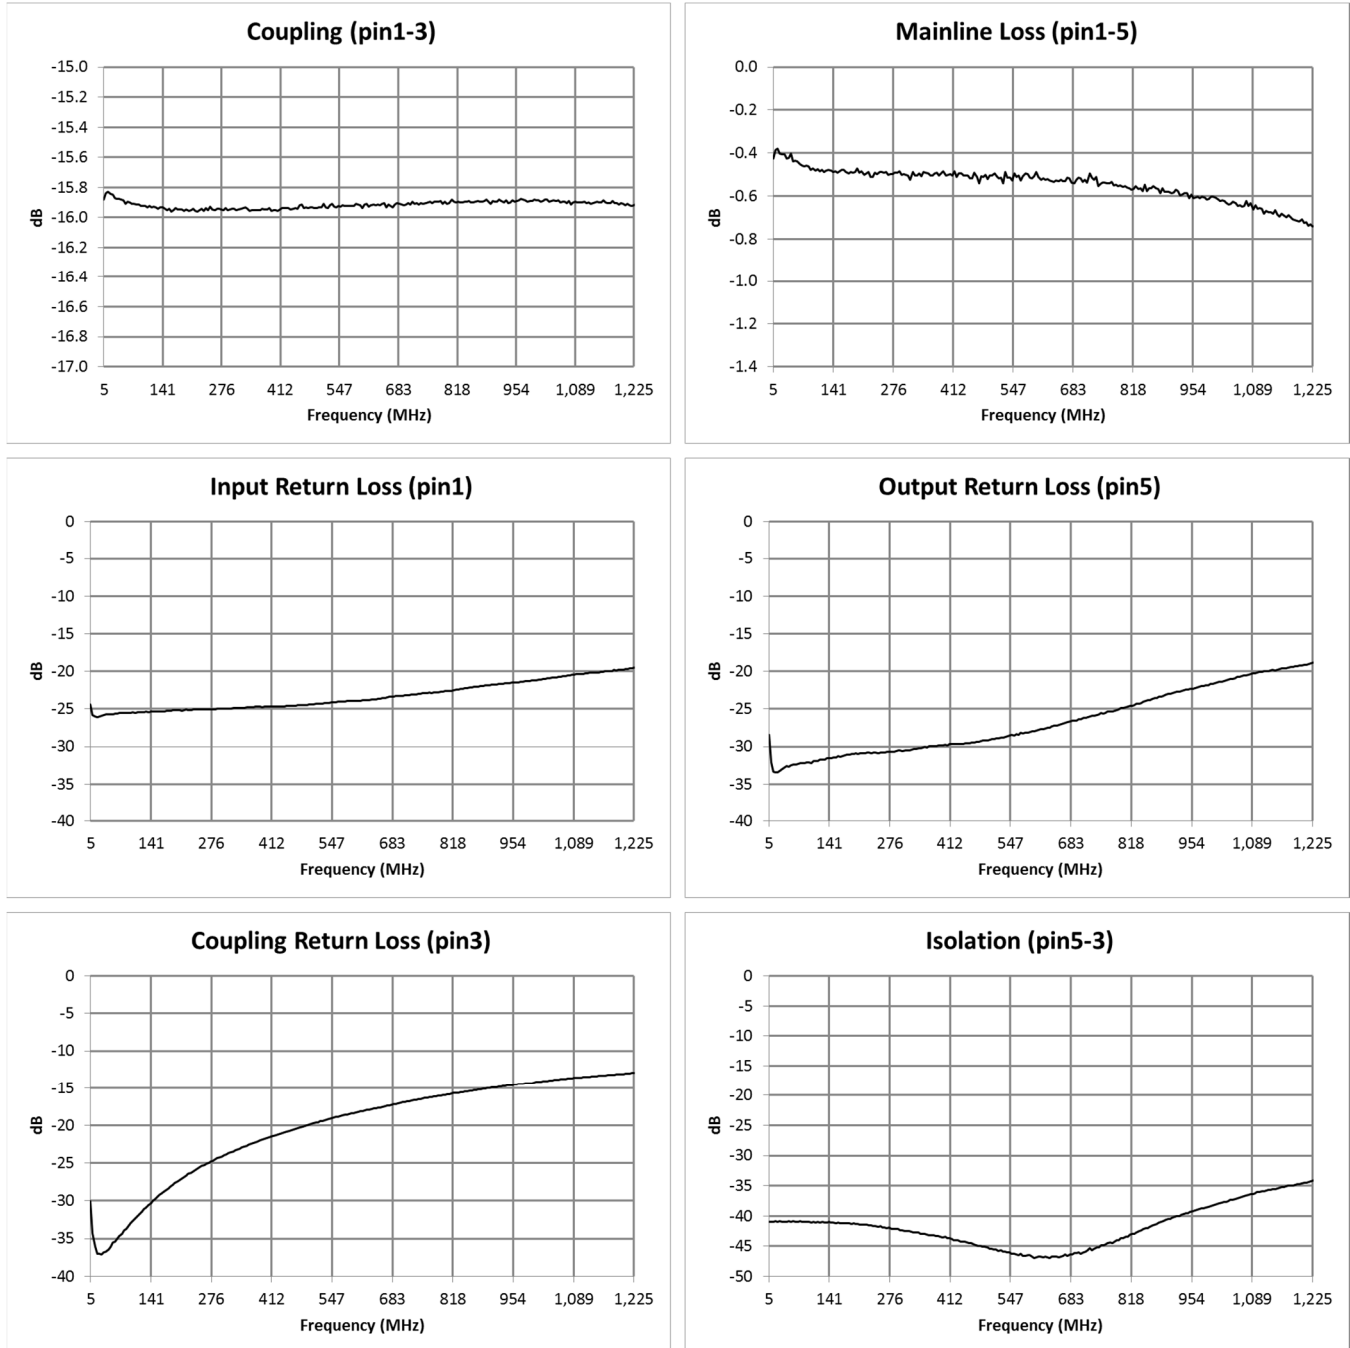 Coupling (pin1-3)
-15.0
-15.2
-15.4
-15.6
-15.8
-16.0
-16.2
-16.4
-16.6
-16.8
-17.0
dB
5 141 276 412 547 683 818 954 1,089 1,225
Frequency (MHz)
Mainline Loss (pin1-5)
0.0
-0.2
-0.4
-0.6
-0.8
-1.0
-1.2
-1.4
dB
5 141 276 412 547 683 818 954 1,089 1,225
Frequency (MHz)
Input Return Loss (pin1)
0
-5
-10
-15
-20
-25
-30
-35
-40
dB
5 141 276 412 547 683 818 954 1,089 1,225
Frequency (MHz)
Output Return Loss (pin5)
0
-5
-10
-15
-20
-25
-30
-35
-40
dB
5 141 276 412 547 683 818 954 1,089 1,225
Frequency (MHz)
Coupling Return Loss (pin3)
0
-5
-10
-15
-20
-25
-30
-35
-40
dB
5 141 276 412 547 683 818 954 1,089 1,225
Frequency (MHz)
Isolation (pin5-3)
0
-5
-10
-15
-20
-25
-30
-35
-40
-45
-50
dB
5 141 276 412 547 683 818 954 1,089 1,225
Frequency (MHz)